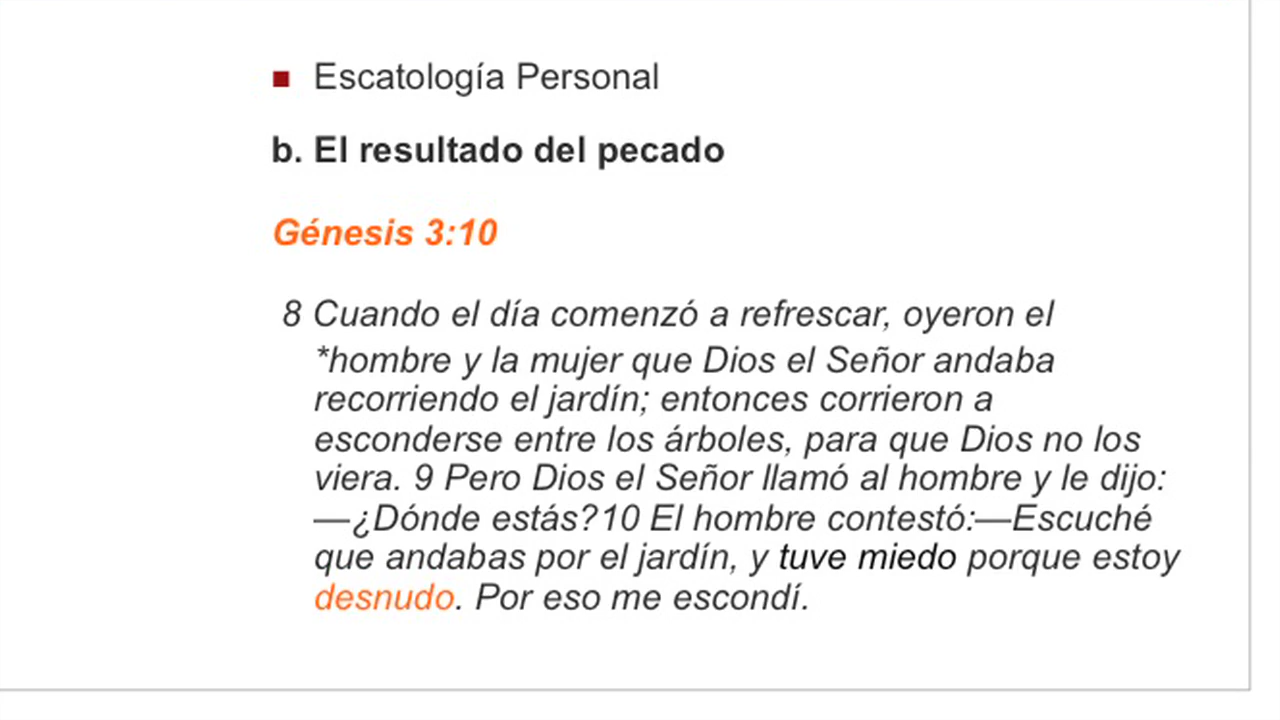 ■ Escatología Personal
b. El resultado del pecado
Génesis 3:10
8 Cuando el día comenzó a refrescar, oyeron el
*hombre y la mujer que Dios el Señor andaba
recorriendo el jardín; entonces corrieron a
esconderse entre los árboles, para que Dios no los
viera. 9 Pero Dios el Señor llamó al hombre y le dijo:
—¿Dónde estás?10 El hombre contestó:—Escuché
que andabas por el jardín, y tuve miedo porque estoy
desnudo. Por eso me escondí.